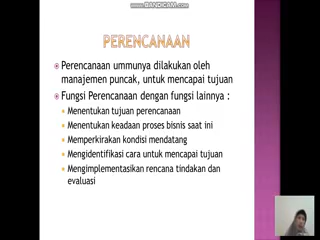 www.BANDICAM.com
PERENCANAAN
Perencanaan ummunya dilakukan oleh
manajemen puncak, untuk mencapai tujuan
Fungsi Perencanaan dengan fungsi lainnya :
Menentukan tujuan perencanaan
Menentukan keadaan proses bisnis saat ini
Memperkirakan kondisi mendatang
Mengidentifikasi cara untuk mencapai tujuan
Mengimplementasikan rencana tindakan dan
evaluasi